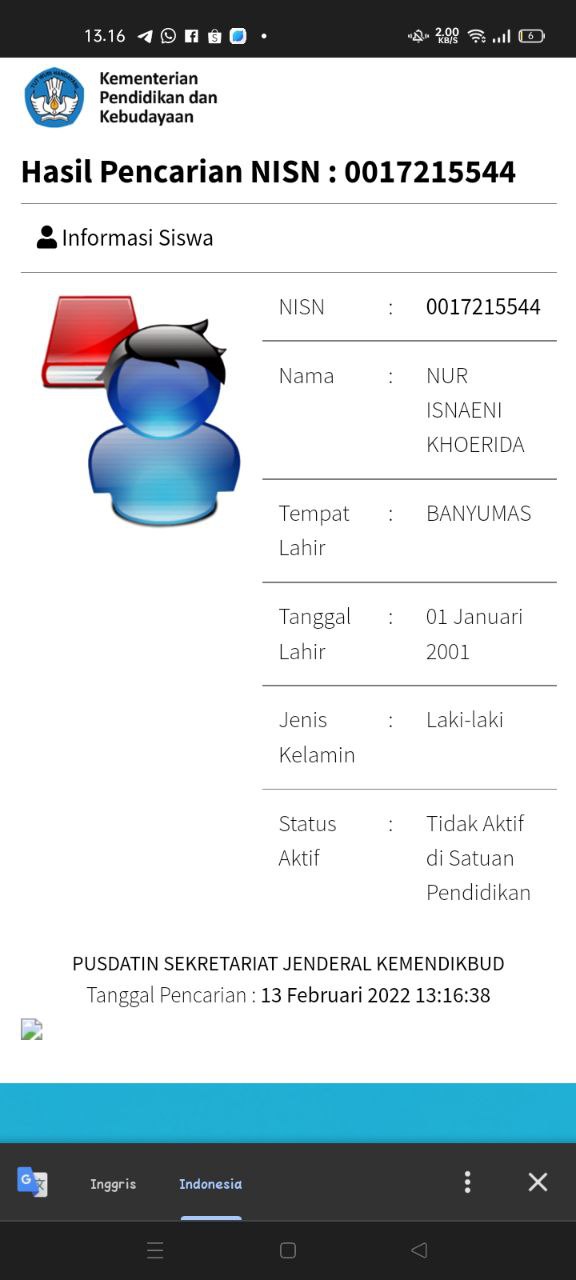 13.16
2.00
KB/S
6
Kementerian
Pendidikan dan
Kebudayaan
Hasil Pencarian NISN : 0017215544
Informasi Siswa
NISN : 0017215544
Nama : NUR
ISNAENI
KHOERIDA
Tempat : BANYUMAS
Lahir
Tanggal : 01 Januari
Lahir 2001
Jenis : Laki-laki
Kelamin
Status : Tidak Aktif
Aktif di Satuan
Pendidikan
PUSDATIN SEKRETARIAT JENDERAL KEMENDIKBUD
Tanggal Pencarian : 13 Februari 2022 13:16:38
Inggris Indonesia